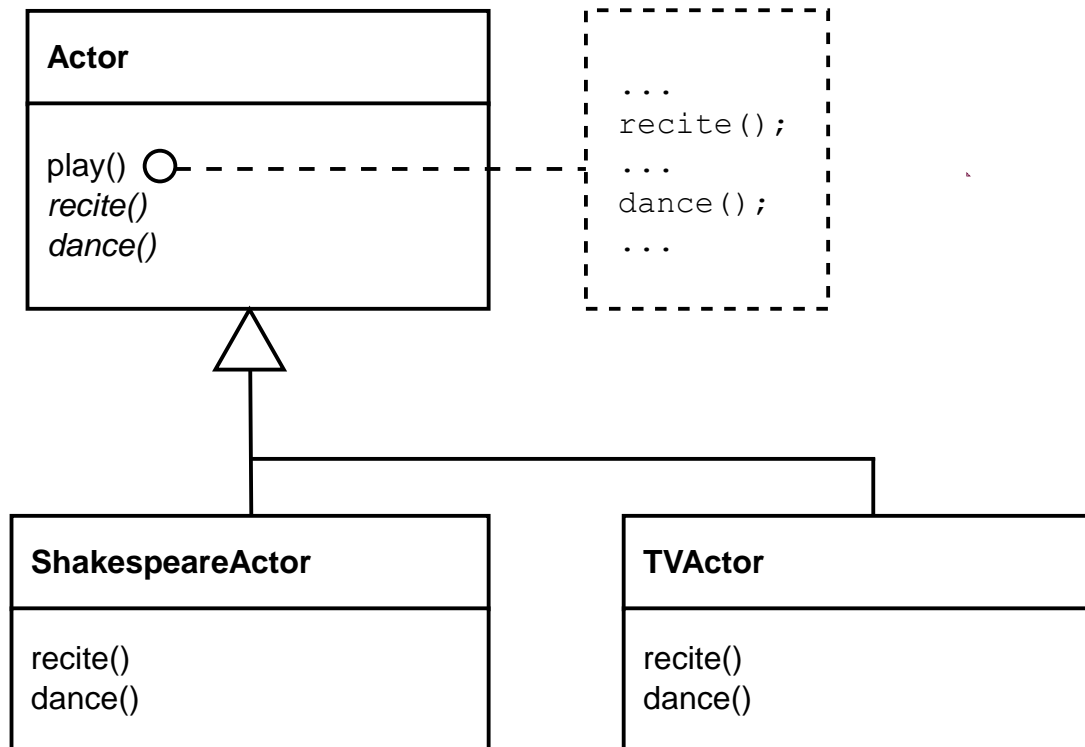 Actor
play()
recite()
dance()
...
recite();
...
dance();
...
ShakespeareActor
recite()
dance()
TVActor
recite()
dance()